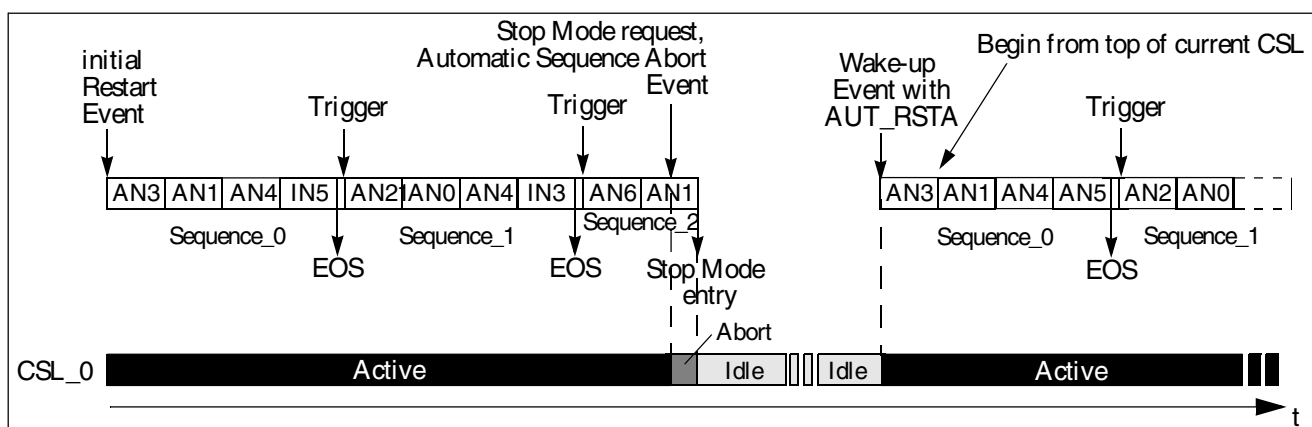 Stop Mode request,
Automatic Sequence Abort
Event
initial
Restart
Event
Trigger
Trigger
Wake-up
Event with
AUT_RSTA
Begin from top of current CSL
Trigger
AN3 AN1 AN4 IN5 AN21AN0 AN4 IN3 AN6 AN1
AN3 AN1 AN4 AN5 AN2 AN0
Sequence_0
Sequence_1
Sequence_2
Sequence_0
Sequence_1
EOS
EOS
Stop Mode
entry
EOS
Abort
CSL_0
Active
Idle
Idle
Active
t